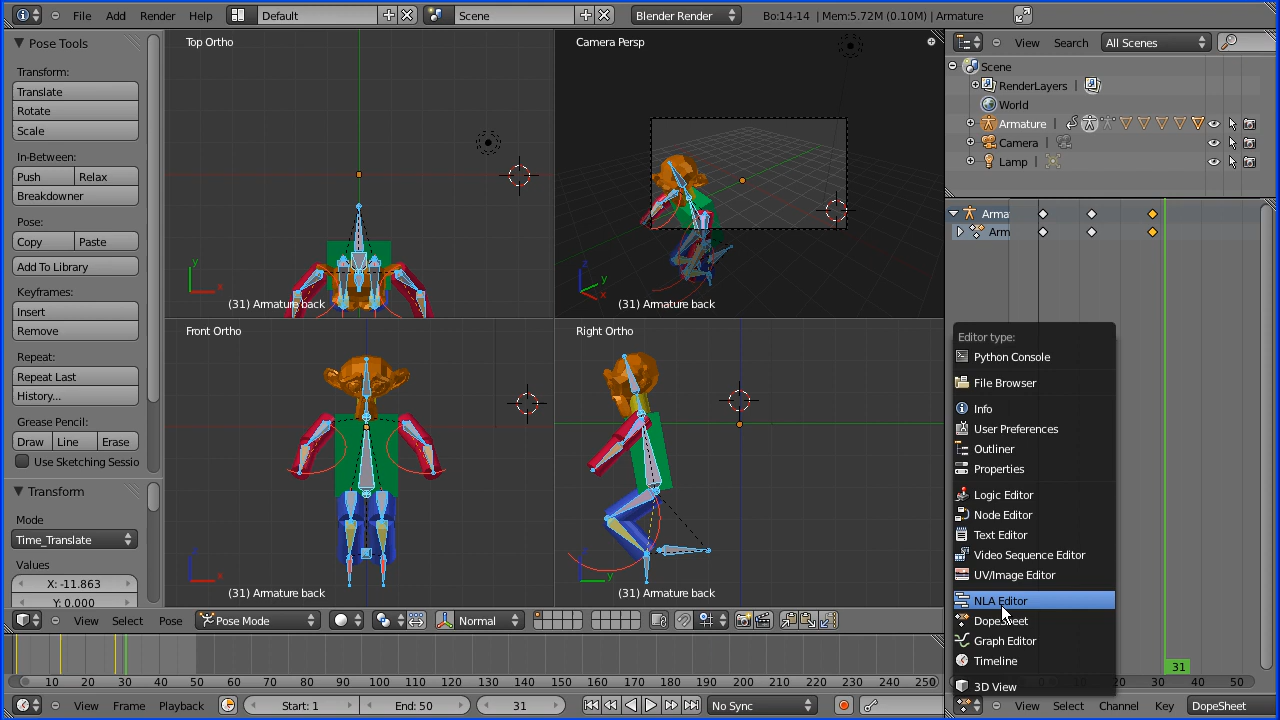 File Add Render Help Default Scene Blender Render Bo:14-14 | Mem:5.72M (0.10M) | Armature
Pose Tools
Transform:
Translate
Rotate
Scale
In-Between:
Push Relax
Breakdowner
Pose:
Copy Paste
Add To Library
Keyframes:
Insert
Remove
Repeat:
Repeat Last
History...
Grease Pencil:
Draw Line Erase
Use Sketching Sessio
Transform
Mode
Time_Translate
Values
X: -11.863
Y: 0.000
Top Ortho
y
x
(31) Armature back
Camera Persp
z
y
x
(31) Armature back
Front Ortho
z
x
(31) Armature back
Right Ortho
z
y
(31) Armature back
View Select Pose Pose Mode Normal
10 20 30 40 50 60 70 80 90 100 110 120 130 140 150 160 170 180 190 200 210 220 230 240 250
View Frame Playback Start: 1 End: 50 31 No Sync
View Search All Scenes
Scene
RenderLayers |
World
Armature |
Camera |
Lamp |
Arma
Arm
Editor type:
Python Console
File Browser
Info
User Preferences
Outliner
Properties
Logic Editor
Node Editor
Text Editor
Video Sequence Editor
UV/Image Editor
NLA Editor
DopeSheet
Graph Editor
Timeline
3D View
31
30 40 50
View Select Channel Key DopeSheet